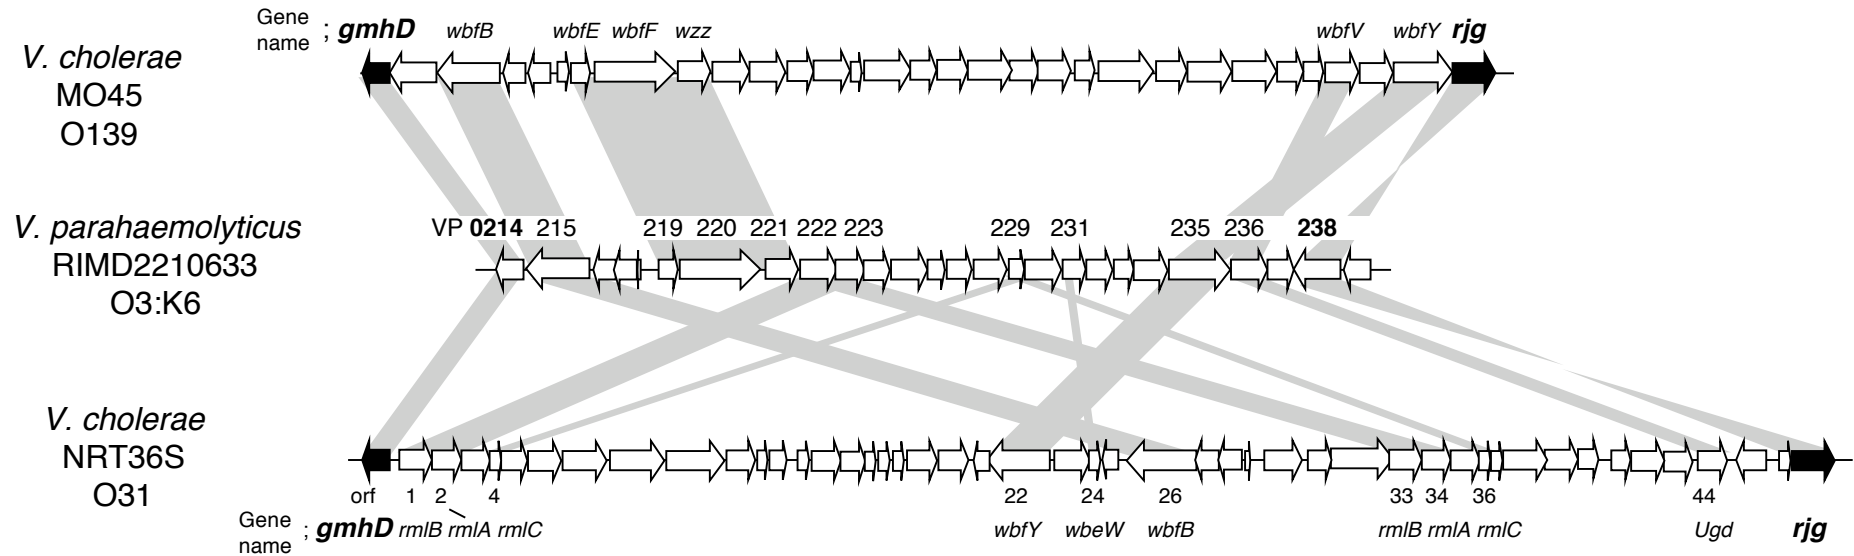 Gene name ; gmhD wbfB wbfE wbfF wzz wbfV wbfY rjg
V. cholerae
MO45
O139
VP 0214 215 219 220 221 222 223 229 231 235 236 238
V. parahaemolyticus
RIMD2210633
O3:K6
V. cholerae
NRT36S
O31
orf 1 2 4 22 24 26 33 34 36 44
Gene name ; gmhD rmlB rmlA rmlC wbfY wbeW wbfB rmlB rmlA rmlC Ugd rjg